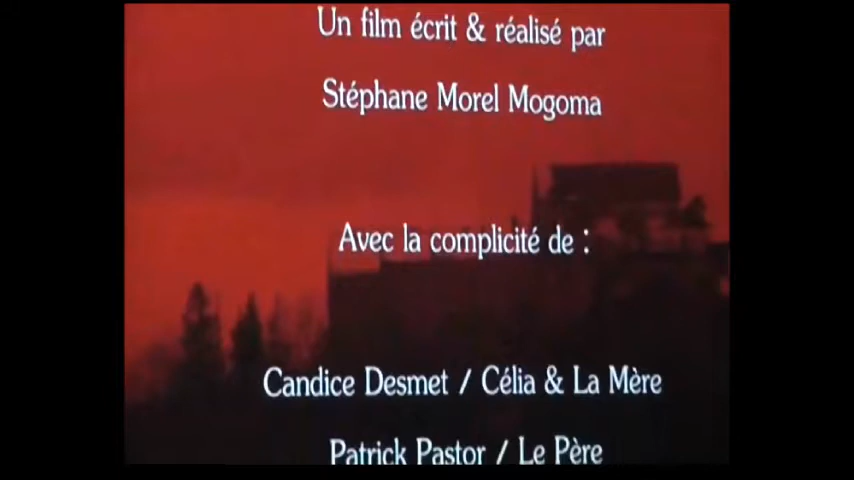 Un film écrit & réalisé par
Stéphane Morel Mogoma
Avec la complicité de :
Candice Desmet / Célia & La Mère
Patrick Pastor / Le Père